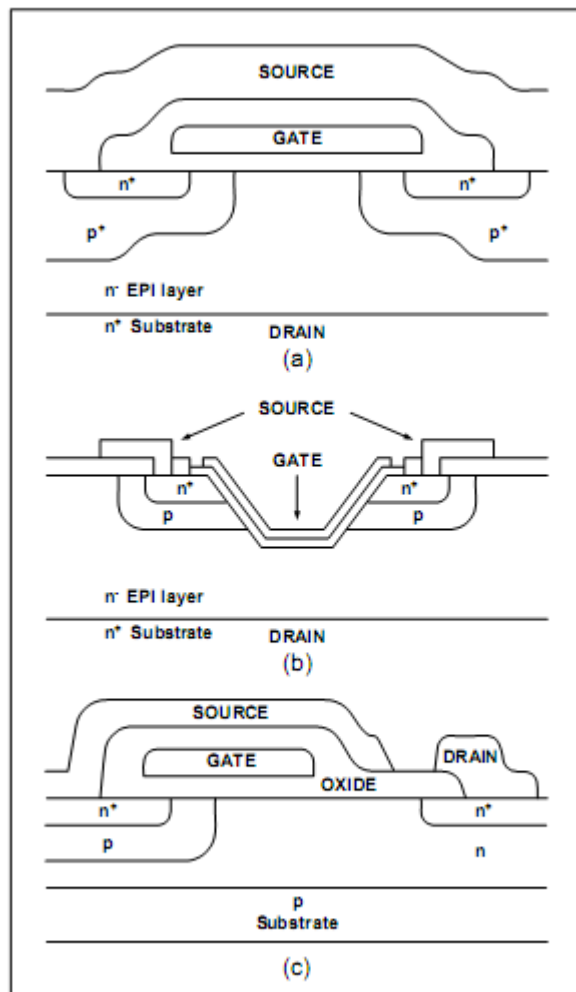 SOURCE
GATE
n⁺ n⁺
p⁺ p⁺
n⁻ EPI layer
n⁺ Substrate DRAIN
(a)
SOURCE
GATE
n⁺ n⁺
p p
n⁻ EPI layer
n⁺ Substrate DRAIN
(b)
SOURCE
GATE DRAIN
OXIDE
n⁺ n⁺
p n
p
Substrate
(c)